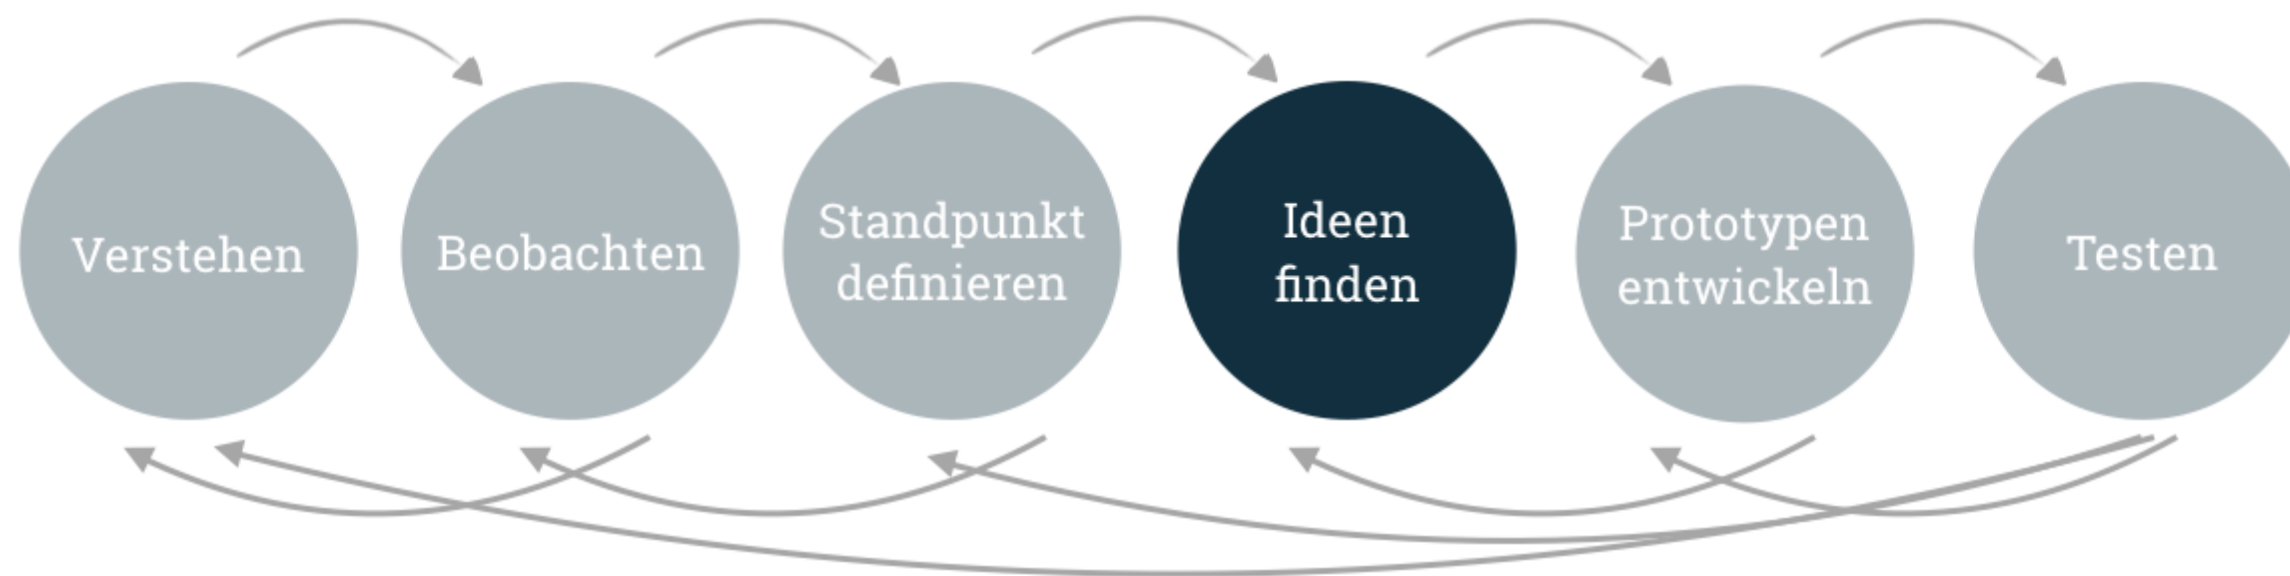 Verstehen
Beobachten
Standpunkt
definieren
Ideen
finden
Prototypen
entwickeln
Testen